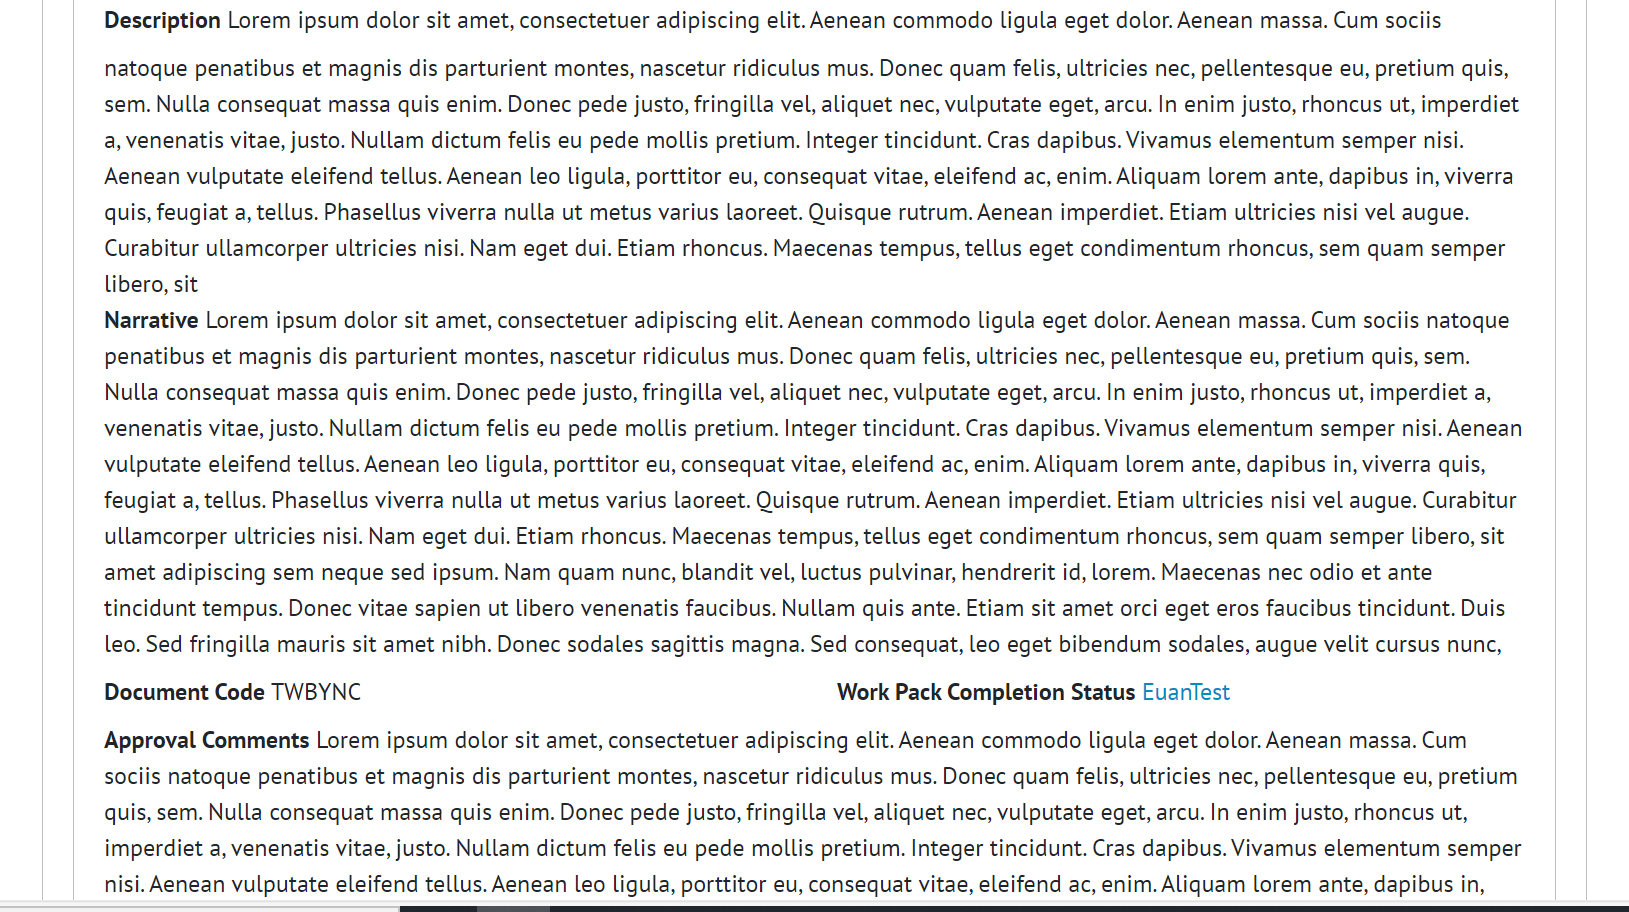 Description Lorem ipsum dolor sit amet, consectetuer adipiscing elit. Aenean commodo ligula eget dolor. Aenean massa. Cum sociis
natoque penatibus et magnis dis parturient montes, nascetur ridiculus mus. Donec quam felis, ultricies nec, pellentesque eu, pretium quis,
sem. Nulla consequat massa quis enim. Donec pede justo, fringilla vel, aliquet nec, vulputate eget, arcu. In enim justo, rhoncus ut, imperdiet
a, venenatis vitae, justo. Nullam dictum felis eu pede mollis pretium. Integer tincidunt. Cras dapibus. Vivamus elementum semper nisi.
Aenean vulputate eleifend tellus. Aenean leo ligula, porttitor eu, consequat vitae, eleifend ac, enim. Aliquam lorem ante, dapibus in, viverra
quis, feugiat a, tellus. Phasellus viverra nulla ut metus varius laoreet. Quisque rutrum. Aenean imperdiet. Etiam ultricies nisi vel augue.
Curabitur ullamcorper ultricies nisi. Nam eget dui. Etiam rhoncus. Maecenas tempus, tellus eget condimentum rhoncus, sem quam semper
libero, sit
Narrative Lorem ipsum dolor sit amet, consectetuer adipiscing elit. Aenean commodo ligula eget dolor. Aenean massa. Cum sociis natoque
penatibus et magnis dis parturient montes, nascetur ridiculus mus. Donec quam felis, ultricies nec, pellentesque eu, pretium quis, sem.
Nulla consequat massa quis enim. Donec pede justo, fringilla vel, aliquet nec, vulputate eget, arcu. In enim justo, rhoncus ut, imperdiet a,
venenatis vitae, justo. Nullam dictum felis eu pede mollis pretium. Integer tincidunt. Cras dapibus. Vivamus elementum semper nisi. Aenean
vulputate eleifend tellus. Aenean leo ligula, porttitor eu, consequat vitae, eleifend ac, enim. Aliquam lorem ante, dapibus in, viverra quis,
feugiat a, tellus. Phasellus viverra nulla ut metus varius laoreet. Quisque rutrum. Aenean imperdiet. Etiam ultricies nisi vel augue. Curabitur
ullamcorper ultricies nisi. Nam eget dui. Etiam rhoncus. Maecenas tempus, tellus eget condimentum rhoncus, sem quam semper libero, sit
amet adipiscing sem neque sed ipsum. Nam quam nunc, blandit vel, luctus pulvinar, hendrerit id, lorem. Maecenas nec odio et ante
tincidunt tempus. Donec vitae sapien ut libero venenatis faucibus. Nullam quis ante. Etiam sit amet orci eget eros faucibus tincidunt. Duis
leo. Sed fringilla mauris sit amet nibh. Donec sodales sagittis magna. Sed consequat, leo eget bibendum sodales, augue velit cursus nunc,
Document Code TWBYNC Work Pack Completion Status EuanTest
Approval Comments Lorem ipsum dolor sit amet, consectetuer adipiscing elit. Aenean commodo ligula eget dolor. Aenean massa. Cum
sociis natoque penatibus et magnis dis parturient montes, nascetur ridiculus mus. Donec quam felis, ultricies nec, pellentesque eu, pretium
quis, sem. Nulla consequat massa quis enim. Donec pede justo, fringilla vel, aliquet nec, vulputate eget, arcu. In enim justo, rhoncus ut,
imperdiet a, venenatis vitae, justo. Nullam dictum felis eu pede mollis pretium. Integer tincidunt. Cras dapibus. Vivamus elementum semper
nisi. Aenean vulputate eleifend tellus. Aenean leo ligula, porttitor eu, consequat vitae, eleifend ac, enim. Aliquam lorem ante, dapibus in,